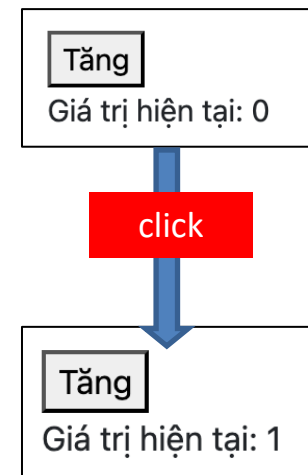 Tăng
Giá trị hiện tại: 0
click
Tăng
Giá trị hiện tại: 1